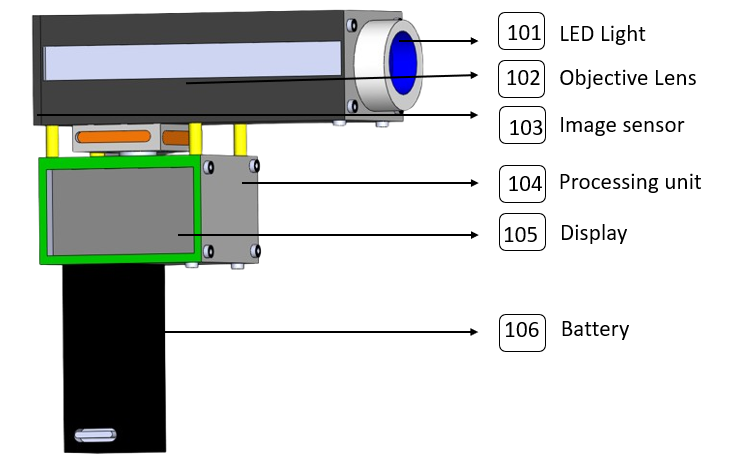 101 LED Light
102 Objective Lens
103 Image sensor
104 Processing unit
105 Display
106 Battery